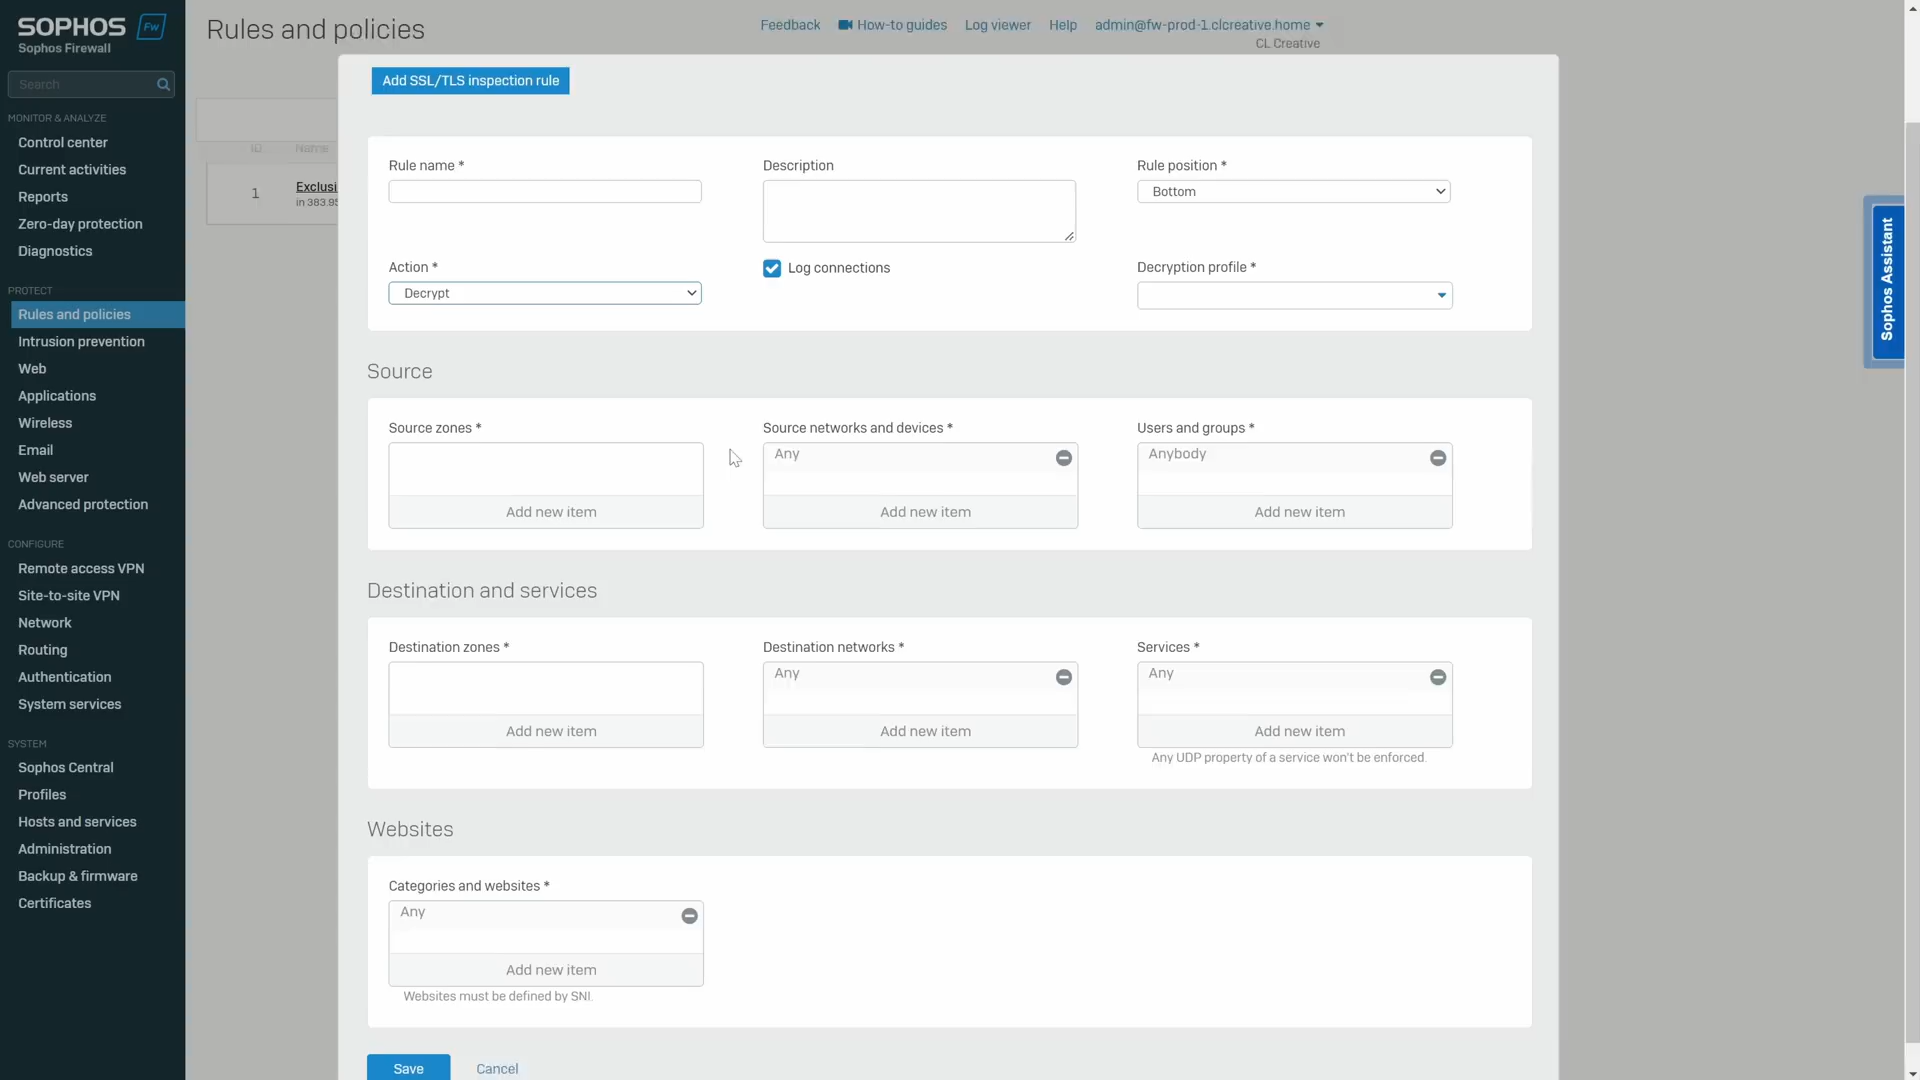 SOPHOS Fw
Sophos Firewall
Search
MONITOR & ANALYZE
Control center
Current activities
Reports
Zero-day protection
Diagnostics
PROTECT
Rules and policies
Intrusion prevention
Web
Applications
Wireless
Email
Web server
Advanced protection
CONFIGURE
Remote access VPN
Site-to-site VPN
Network
Routing
Authentication
System services
SYSTEM
Sophos Central
Profiles
Hosts and services
Administration
Backup & firmware
Certificates
Rules and policies
Feedback How-to guides Log viewer Help admin@fw-prod-1.clcreative.home
CL Creative
ID Name
1 Exclusi
in 383.95
Add SSL/TLS inspection rule
Rule name * Description Rule position *
Bottom
Action * Log connections Decryption profile *
Decrypt
Source
Source zones * Source networks and devices * Users and groups *
Any Anybody
Add new item Add new item Add new item
Destination and services
Destination zones * Destination networks * Services *
Any Any
Add new item Add new item Add new item
Any UDP property of a service won't be enforced.
Websites
Categories and websites *
Any
Add new item
Websites must be defined by SNI.
Save Cancel
Sophos Assistant